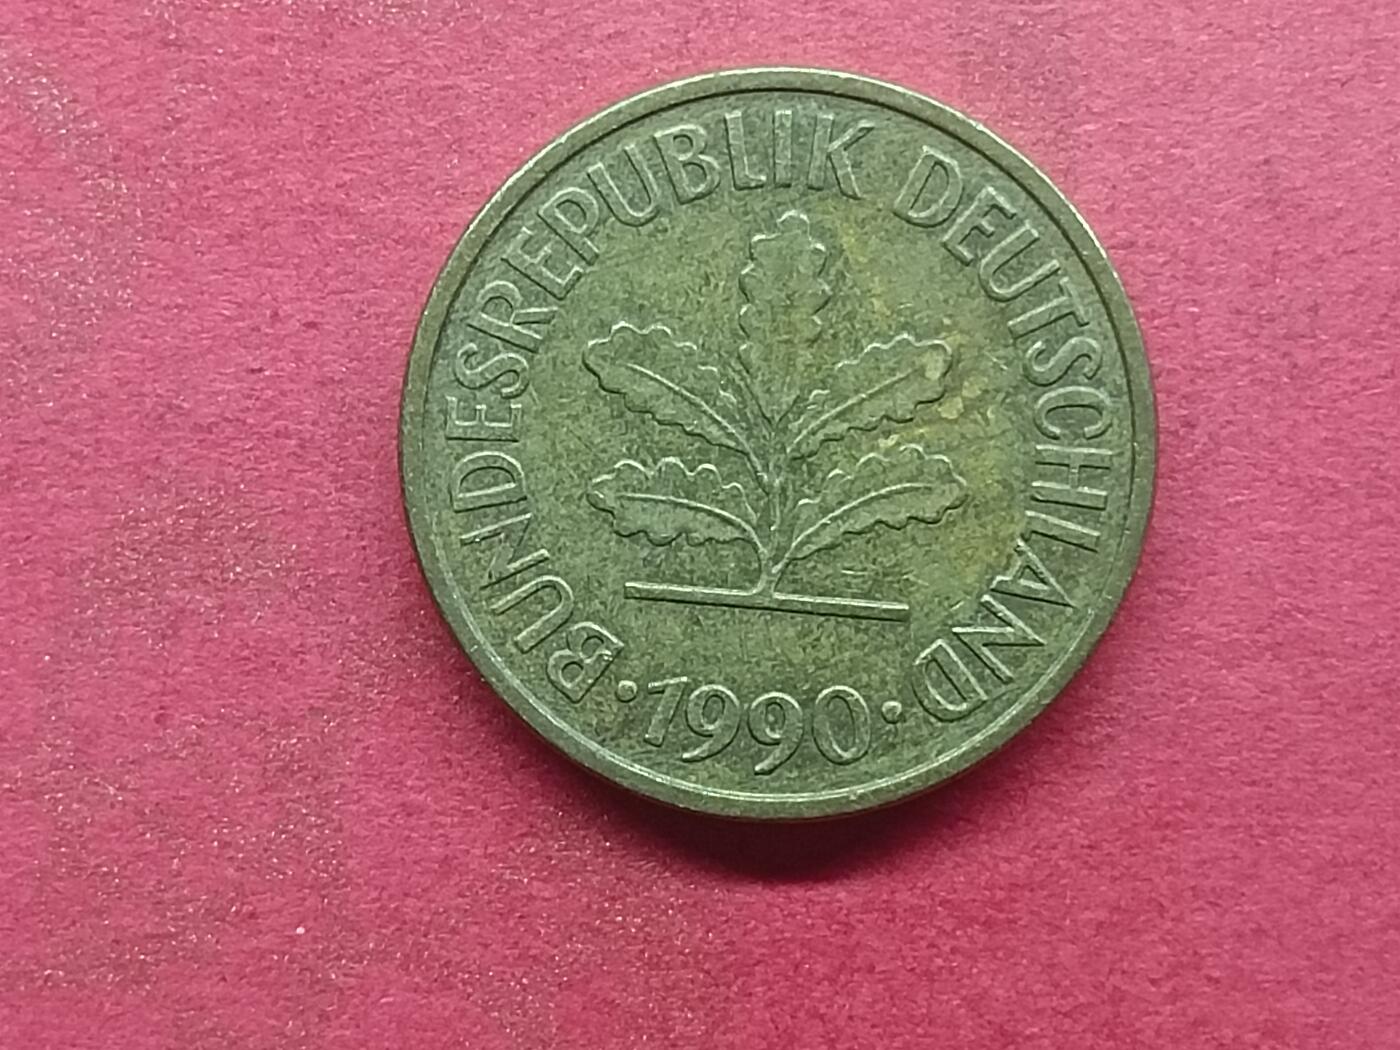 BUNDESREPUBLIK DEUTSCHLAND
·1990·